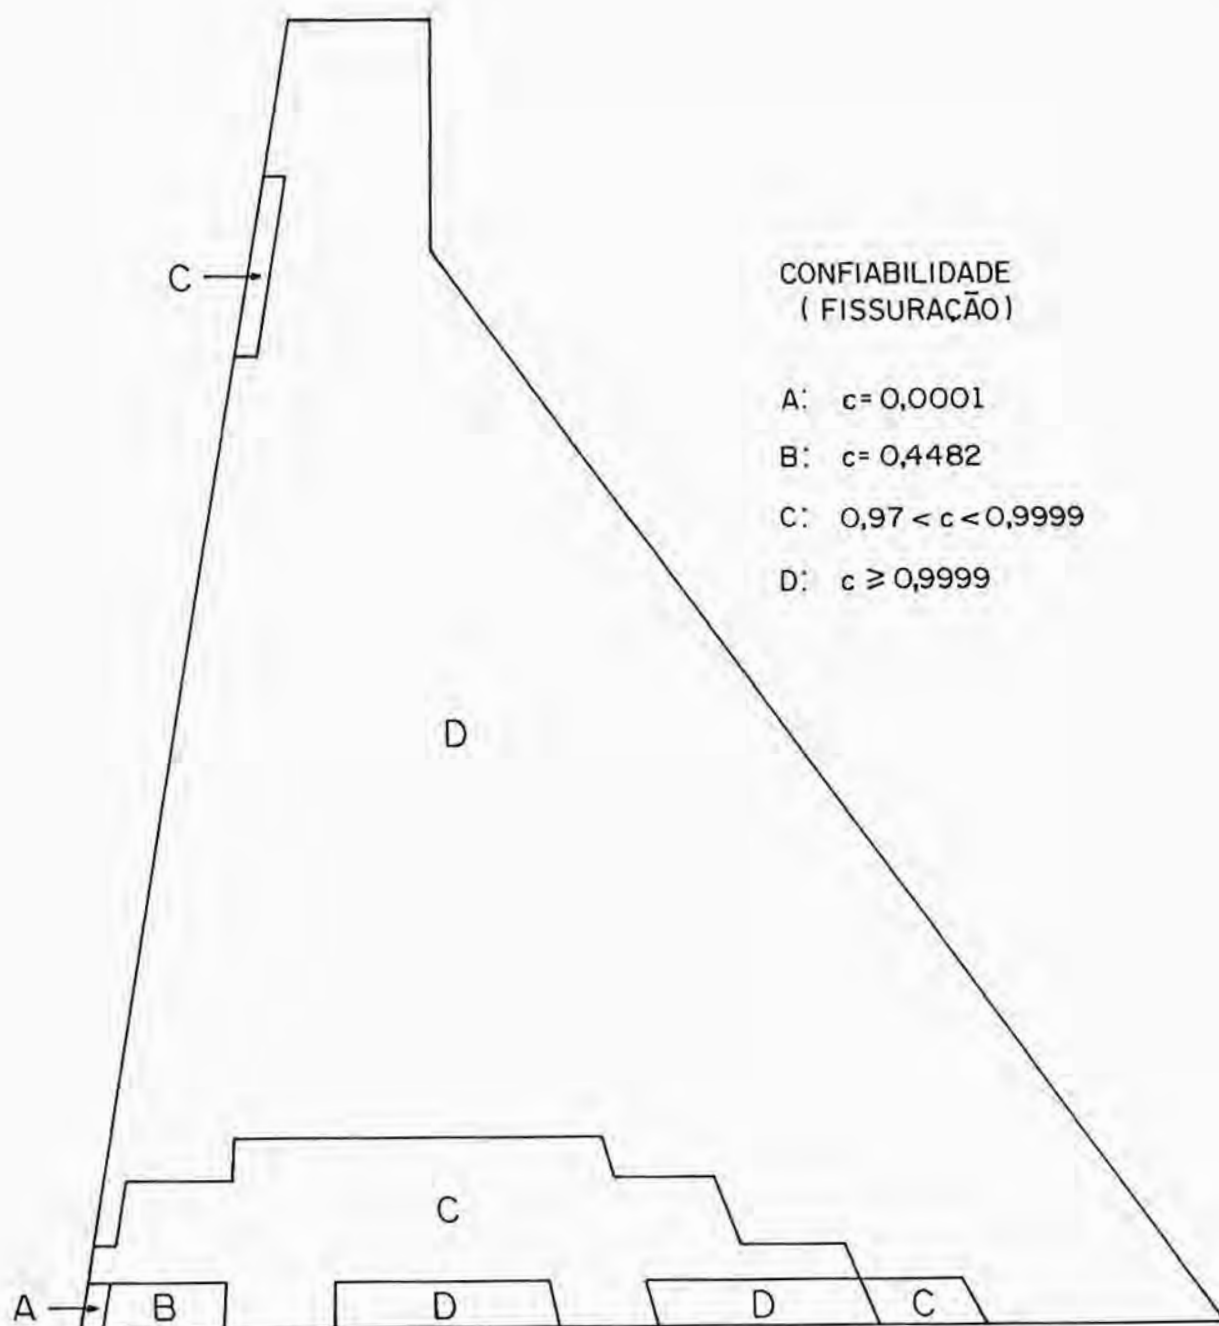 C
CONFIABILIDADE
( FISSURAÇÃO)
A: c= 0,0001
B: c= 0,4482
C: 0,97 < c < 0,9999
D: c ≥ 0,9999
D
C
A B D D C